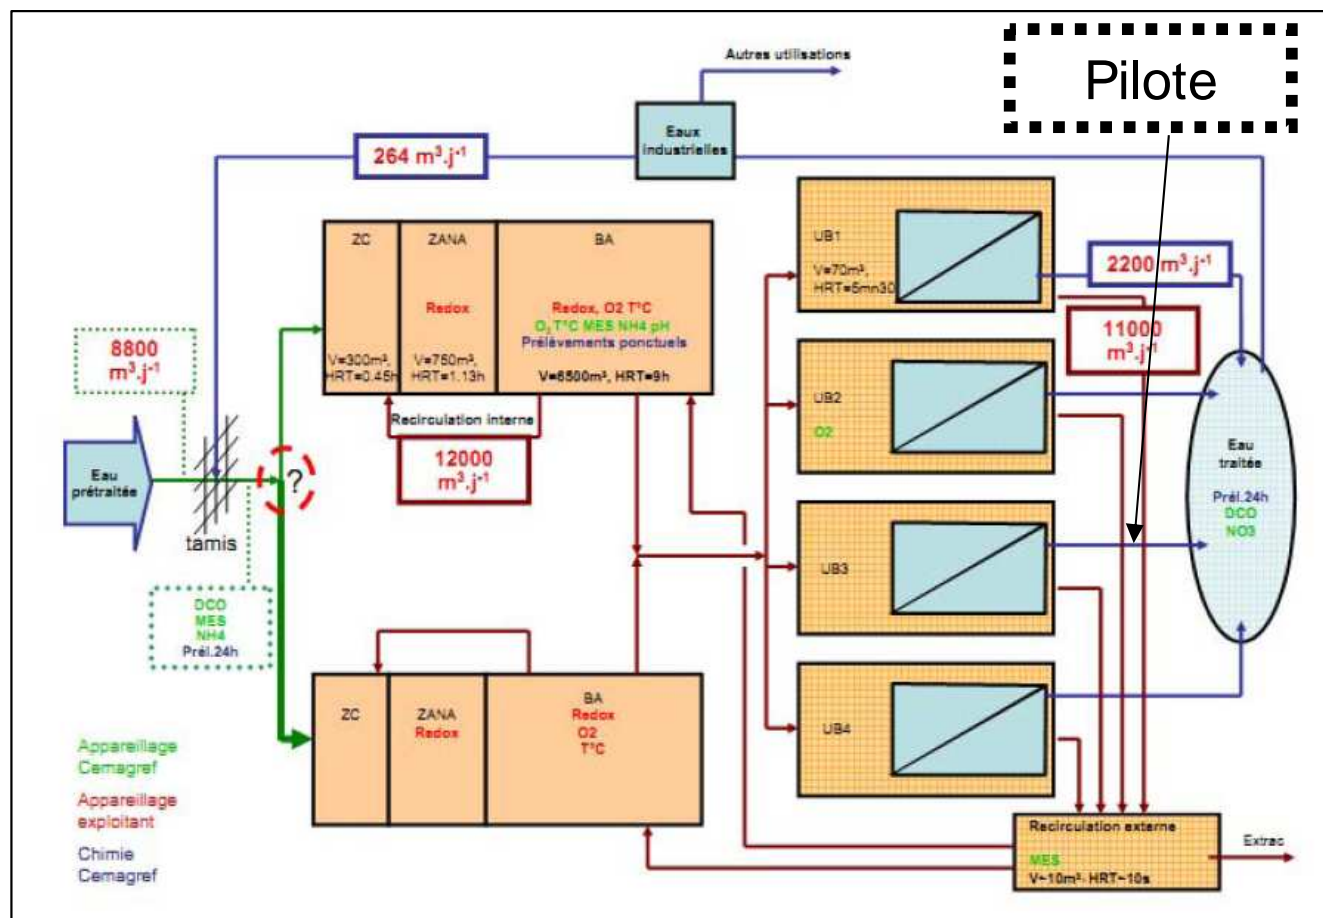 Autres utilisations
Pilote
Eaux
industrielles
264 m³.j-¹
ZC
ZANA
BA
Redox
Redox, O2 T°C
O2 T°C MES NH4 pH
Prélèvements ponctuels
V=300m³,
HRT=0.45h
V=750m³,
HRT=1.13h
V=6500m³, HRT=9h
UB1
V=70m³,
HRT=5mn30
2200 m³.j-¹
11000
m³.j-¹
8800
m³.j-¹
Recirculation interne
12000
m³.j-¹
UB2
O2
Eau
prétraitée
?
tamis
Eau
traitée
Prél.24h
DCO
NO3
UB3
DCO
MES
NH4
Prél.24h
ZC
ZANA
Redox
BA
Redox
O2
T°C
UB4
Appareillage
Cemagref
Appareillage
exploitant
Chimie
Cemagref
Recirculation externe
MES
V~10m³- HRT~10s
Extrac